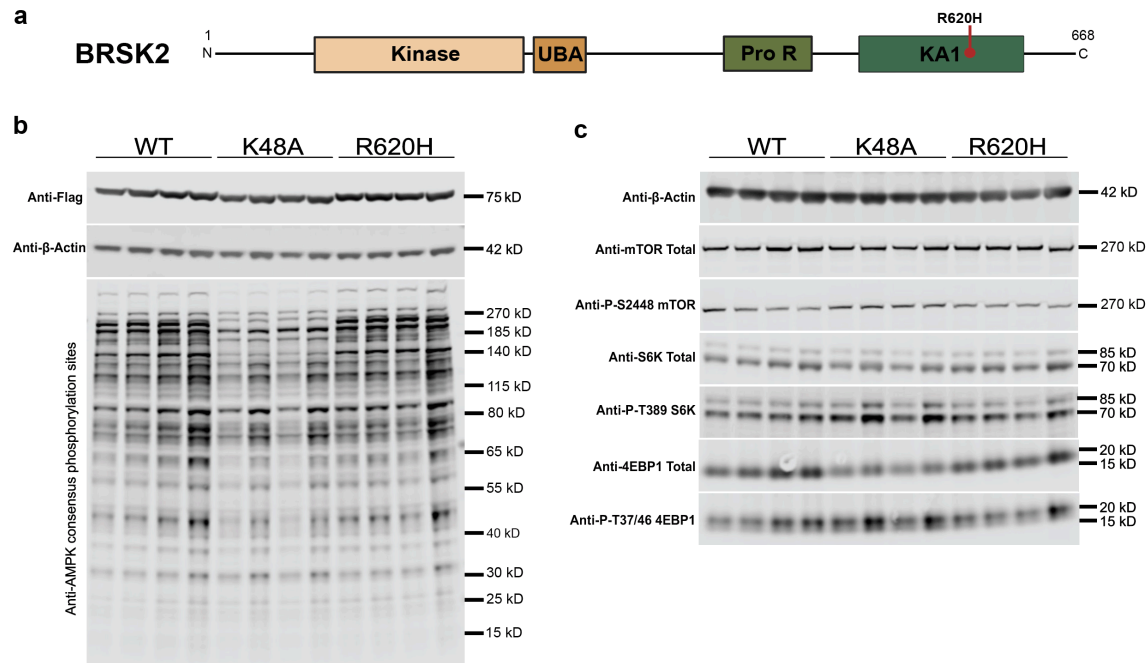 a
R620H
1
668
BRSK2
N
Kinase
UBA
Pro R
KA1
C
b
WT K48A R620H
Anti-Flag
75 kD
Anti-β-Actin
42 kD
Anti-AMPK consensus phosphorylation sites
270 kD
185 kD
140 kD
115 kD
80 kD
65 kD
55 kD
40 kD
30 kD
25 kD
15 kD
c
WT K48A R620H
Anti-β-Actin
42 kD
Anti-mTOR Total
270 kD
Anti-P-S2448 mTOR
270 kD
Anti-S6K Total
85 kD
70 kD
Anti-P-T389 S6K
85 kD
70 kD
Anti-4EBP1 Total
20 kD
15 kD
Anti-P-T37/46 4EBP1
20 kD
15 kD